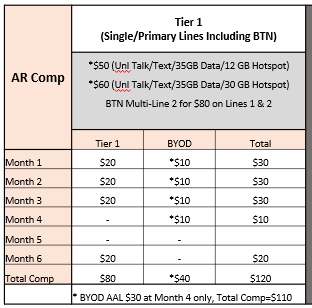 Tier 1
(Single/Primary Lines Including BTN)
AR Comp
*$50 (Unl Talk/Text/35GB Data/12 GB Hotspot)
*$60 (Unl Talk/Text/35GB Data/30 GB Hotspot)
BTN Multi-Line 2 for $80 on Lines 1 & 2
Tier 1 BYOD Total
Month 1 $20 *$10 $30
Month 2 $20 *$10 $30
Month 3 $20 *$10 $30
Month 4 - *$10 $10
Month 5 - -
Month 6 $20 - $20
Total Comp $80 *$40 $120
* BYOD AAL $30 at Month 4 only, Total Comp=$110